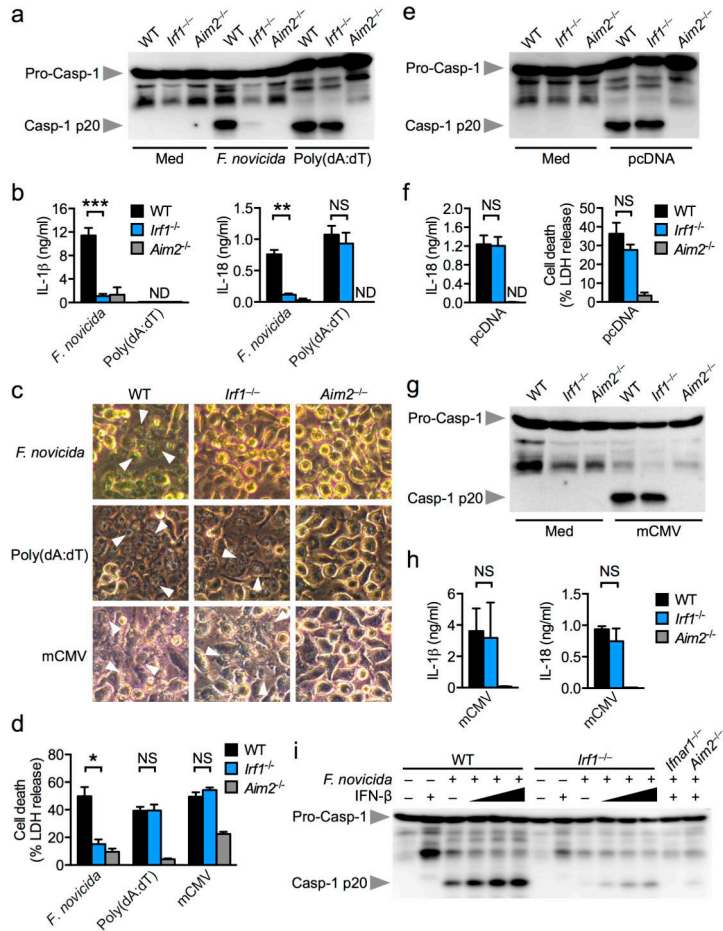 a
WT Irf1–/– Aim2–/– WT Irf1–/– Aim2–/– WT Irf1–/– Aim2–/–
Pro-Casp-1
Casp-1 p20
Med F. novicida Poly(dA:dT)
e
WT Irf1–/– Aim2–/– WT Irf1–/– Aim2–/–
Pro-Casp-1
Casp-1 p20
Med pcDNA
b
IL-1β (ng/ml)
12
8
4
0
***
ND
F. novicida
Poly(dA:dT)
WT
Irf1-/-
Aim2-/-
IL-18 (ng/ml)
1.5
1.0
0.5
0.0
**
NS
ND
F. novicida
Poly(dA:dT)
f
IL-18 (ng/ml)
1.8
1.2
0.6
0.0
NS
ND
pcDNA
Cell death
(% LDH release)
50
40
30
20
10
0
NS
pcDNA
WT
Irf1-/-
Aim2-/-
c
WT Irf1–/– Aim2–/–
F. novicida
Poly(dA:dT)
mCMV
g
WT Irf1–/– Aim2–/– WT Irf1–/– Aim2–/–
Pro-Casp-1
Casp-1 p20
Med mCMV
h
IL-1β (ng/ml)
6
4
2
0
NS
mCMV
IL-18 (ng/ml)
1.5
1.0
0.5
0.0
NS
mCMV
WT
Irf1-/-
Aim2-/-
d
Cell death
(% LDH release)
80
60
40
20
0
* NS NS
F. novicida
Poly(dA:dT)
mCMV
WT
Irf1-/-
Aim2-/-
i
WT Irf1–/– Ifnar1–/– Aim2–/–
F. novicida – – + + + + – – + + + + + +
IFN-β – + – – + – + +
Pro-Casp-1
Casp-1 p20